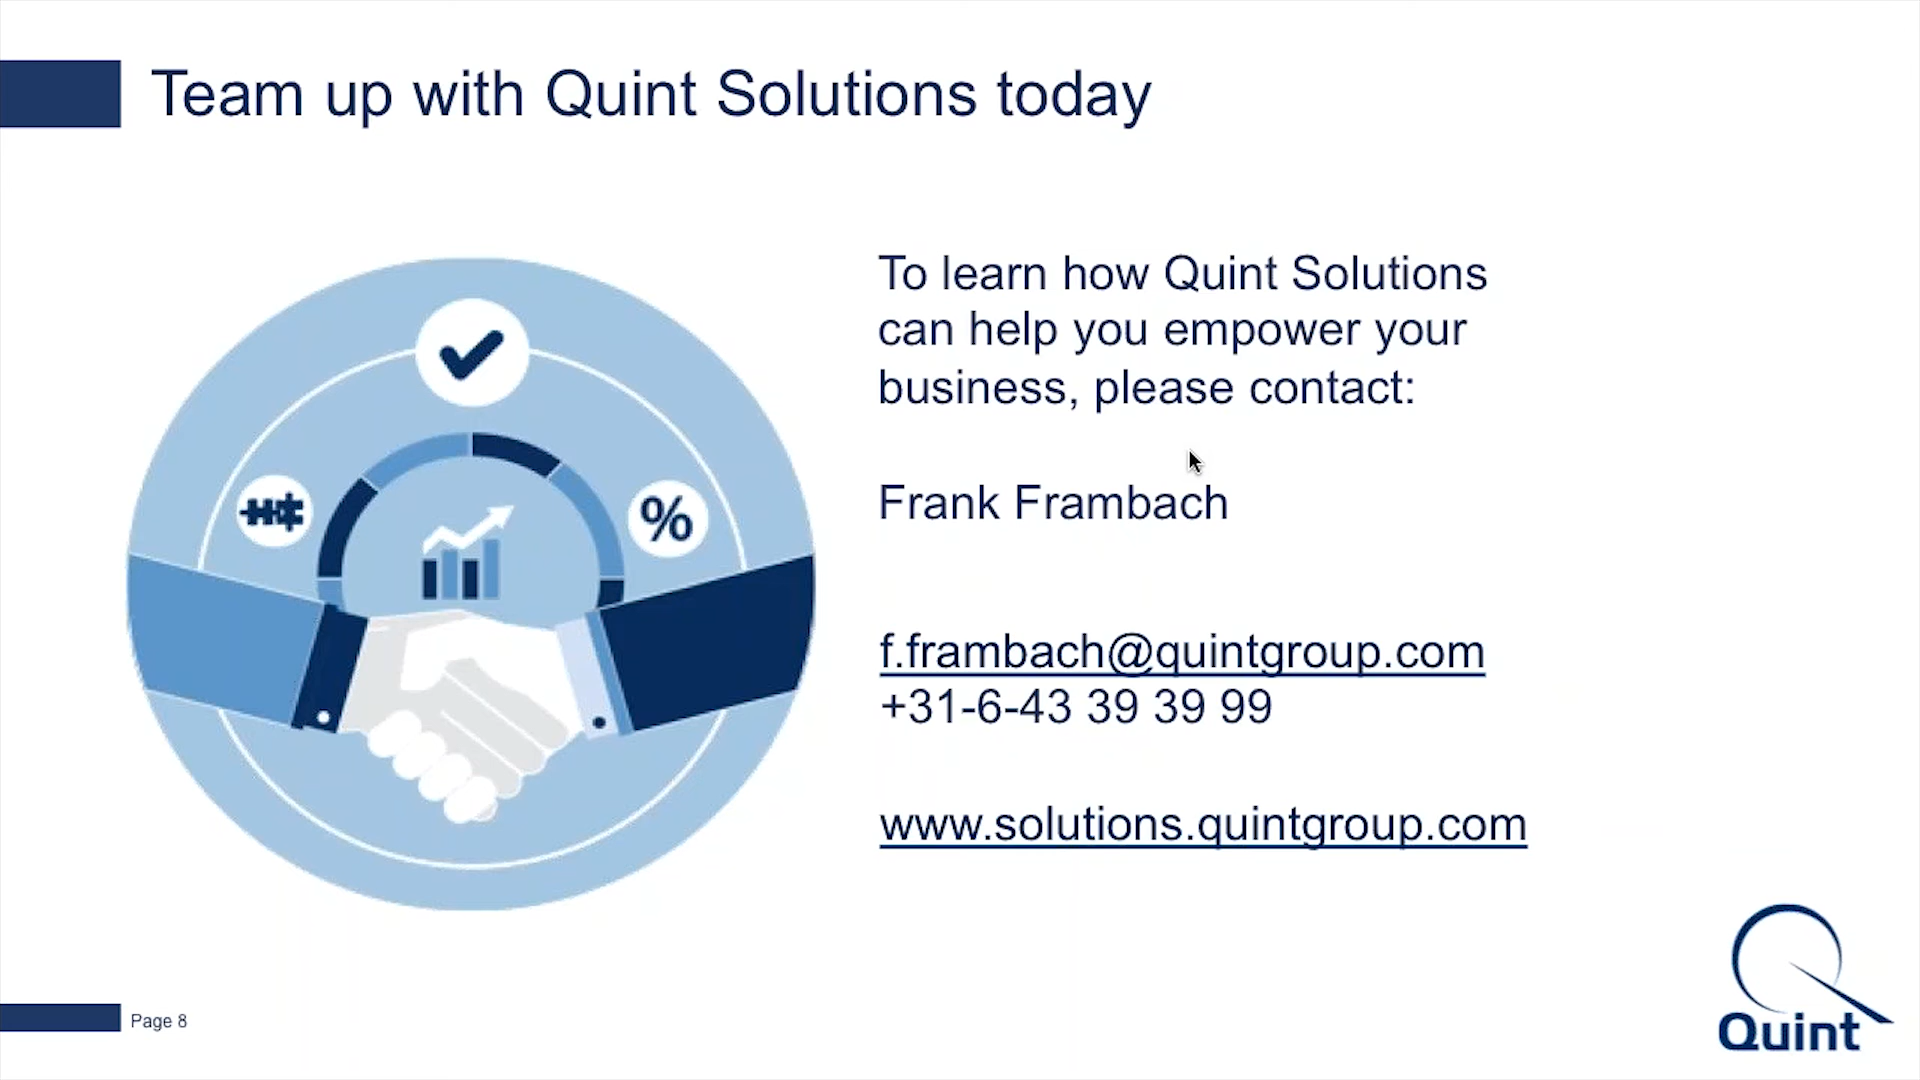 Team up with Quint Solutions today
To learn how Quint Solutions
can help you empower your
business, please contact:
Frank Frambach
f.frambach@quintgroup.com
+31-6-43 39 39 99
www.solutions.quintgroup.com
%
Page 8
Quint